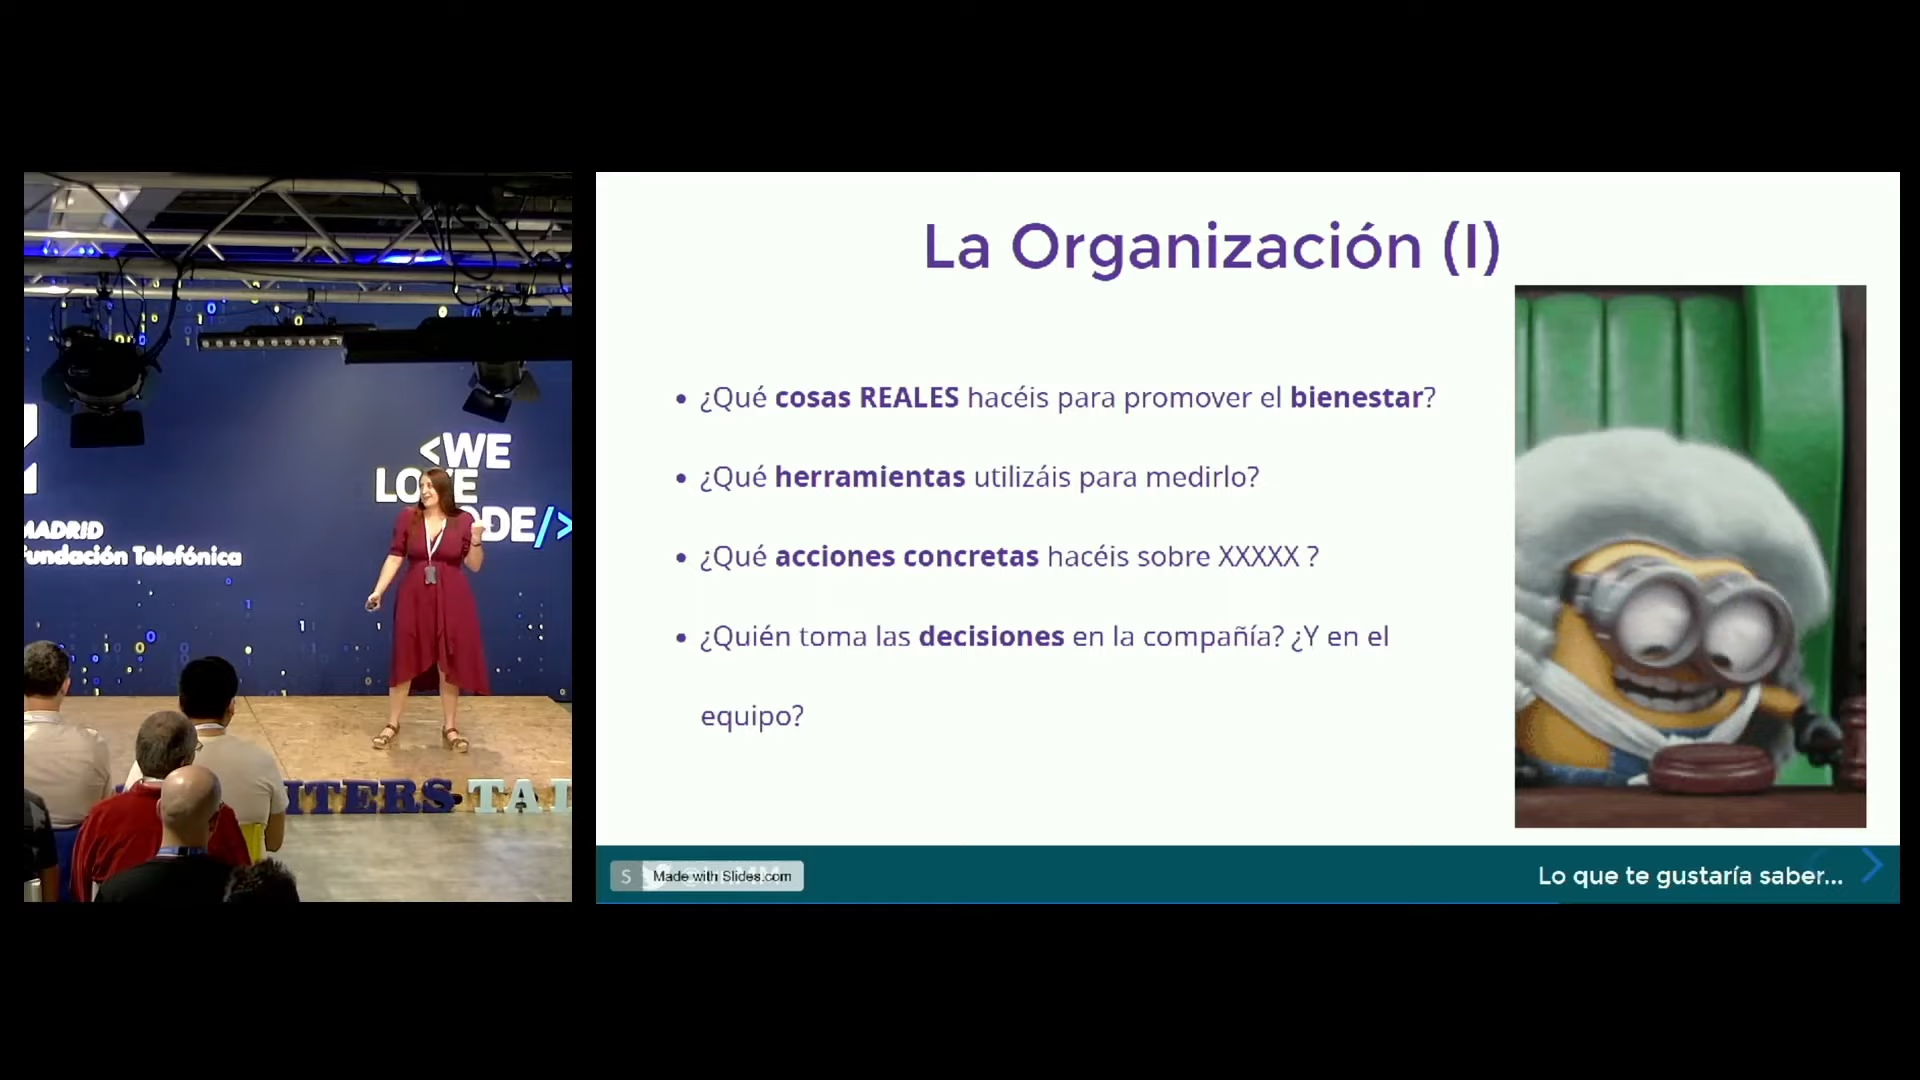 <WE
LOVE
CODE/>
MADRID
Fundación Telefónica
ITERS TAL
La Organización (I)
• ¿Qué cosas REALES hacéis para promover el bienestar?
• ¿Qué herramientas utilizáis para medirlo?
• ¿Qué acciones concretas hacéis sobre XXXXX ?
• ¿Quién toma las decisiones en la compañía? ¿Y en el
equipo?
S Made with Slides.com
Lo que te gustaría saber...